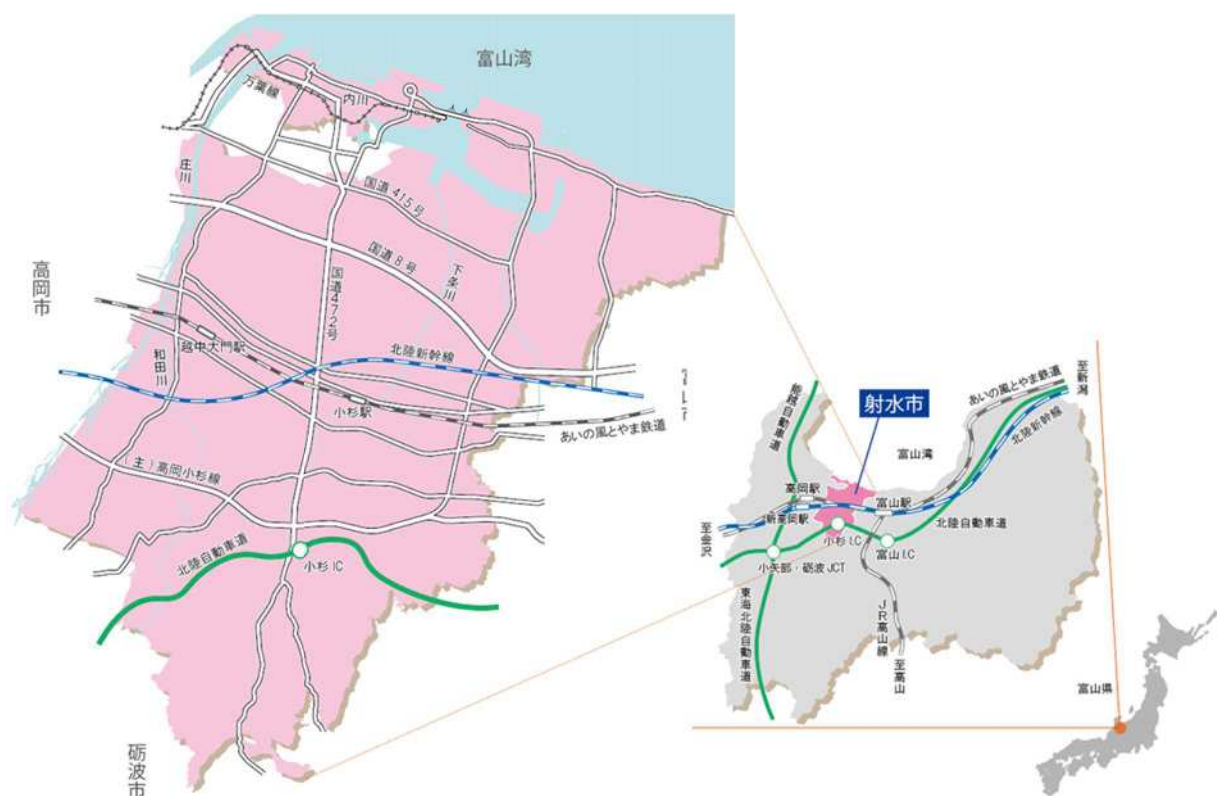 富山湾
万葉線
内川
庄川
国道415号
国道8号
下条川
高岡市
国道472号
越中大門駅
和田川
北陸新幹線
小杉駅
あいの風とやま鉄道
(主)高岡小杉線
北陸自動車道
小杉IC
砺波市
射水市
能越自動車道
あいの風とやま鉄道
至新潟
北陸新幹線
富山湾
高岡駅
富山駅
新高岡駅
至金沢
小杉I.C
北陸自動車道
富山I.C
小矢部・砺波JCT
東海北陸自動車道
JR高山線
至高山
富山県